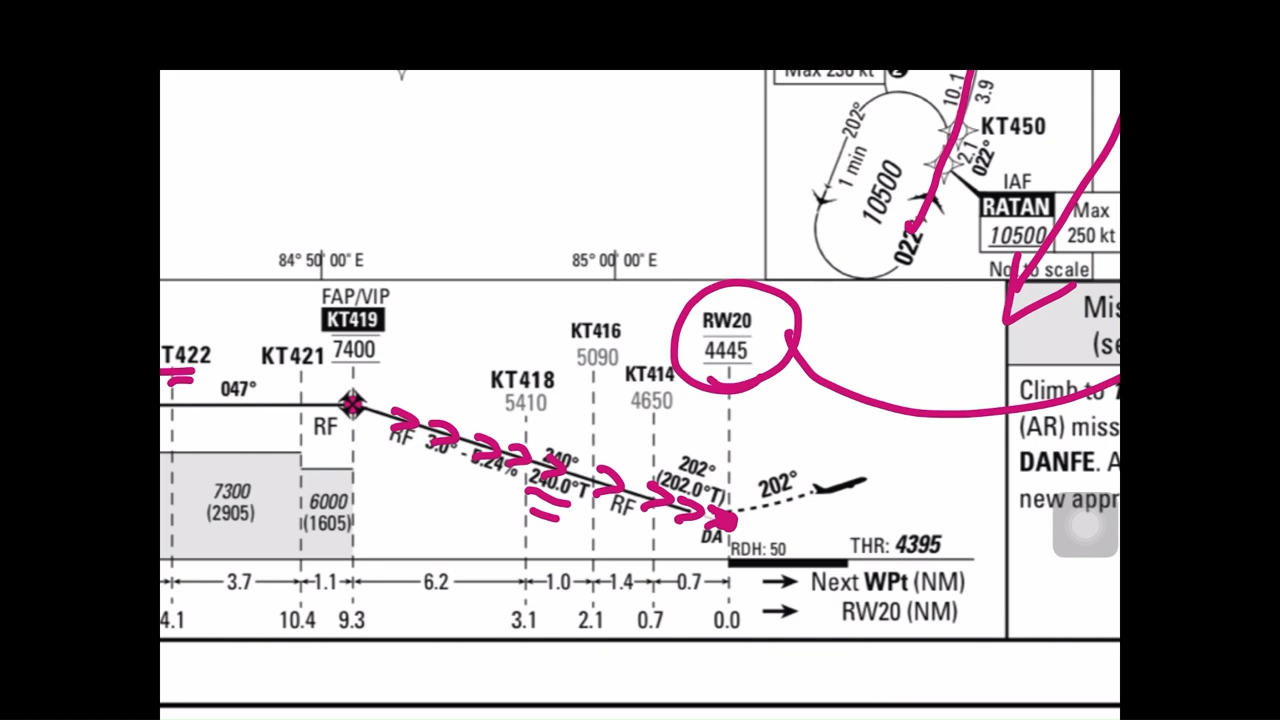 Max 230 kt
202°
1 min
10500
022°
10.1
3.9
KT450
2.1
022°
IAF
RATAN
10500
Max
250 kt
Not to scale
84° 50' 00" E
85° 00' 00" E
FAP/VIP
KT419
7400
T422
KT421
047°
RF
KT418
5410
KT416
5090
KT414
4650
RW20
4445
RF 3.0° - 5.24%
240°
240.0°T
RF
202°
(202.0°T)
202°
DA
RDH: 50
THR: 4395
7300
(2905)
6000
(1605)
3.7
1.1
6.2
1.0
1.4
0.7
Next WPt (NM)
4.1
10.4
9.3
3.1
2.1
0.7
0.0
RW20 (NM)
Mis
(se
Climb to
(AR) miss
DANFE. A
new appr